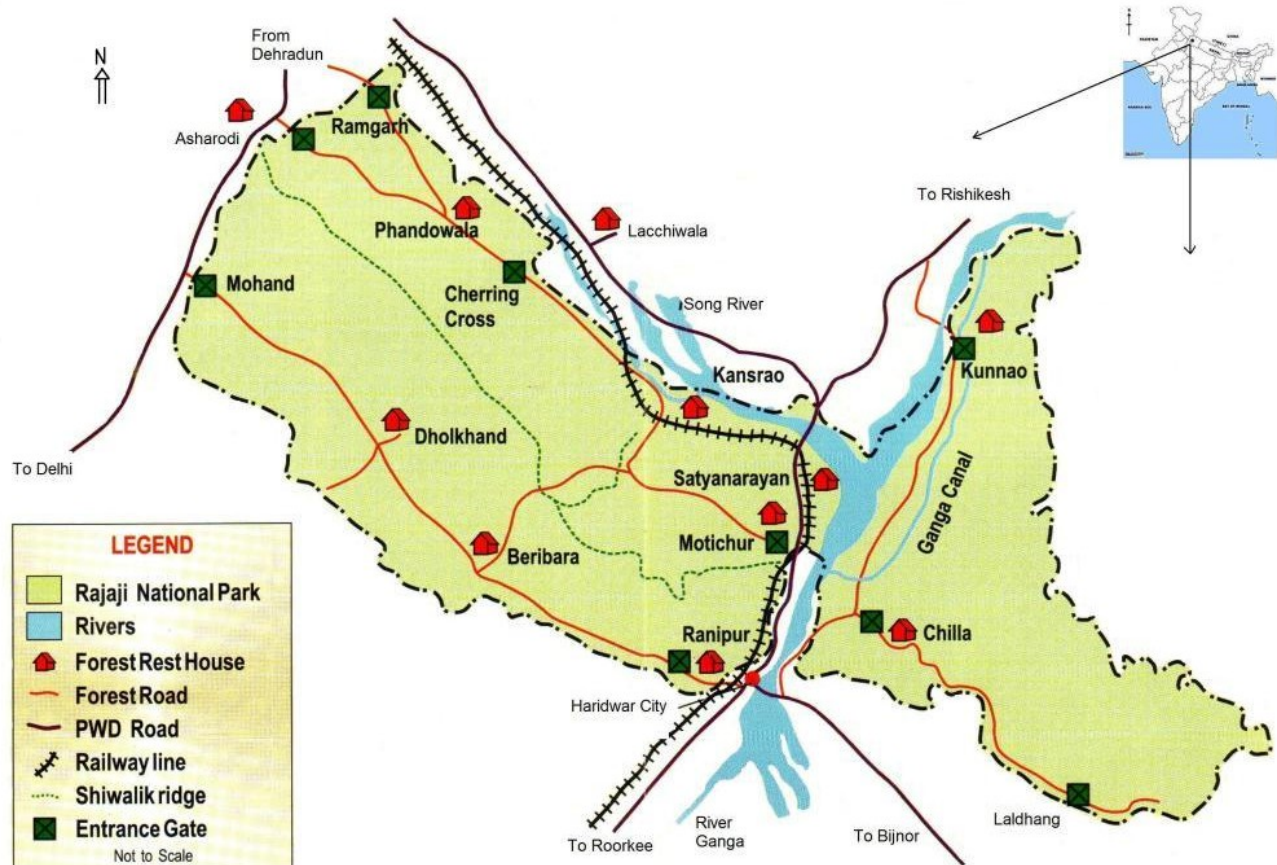 N
From
Dehradun
Asharodi
Ramgarh
Phandowala
Lacchiwala
To Rishikesh
Mohand
Cherring
Cross
Song River
Kansrao
Kunnao
Dholkhand
To Delhi
Satyanarayan
Ganga Canal
Beribara
Motichur
Ranipur
Chilla
Haridwar City
Laldhang
To Roorkee
River
Ganga
To Bijnor
LEGEND
Rajaji National Park
Rivers
Forest Rest House
Forest Road
PWD Road
Railway line
Shiwalik ridge
Entrance Gate
Not to Scale